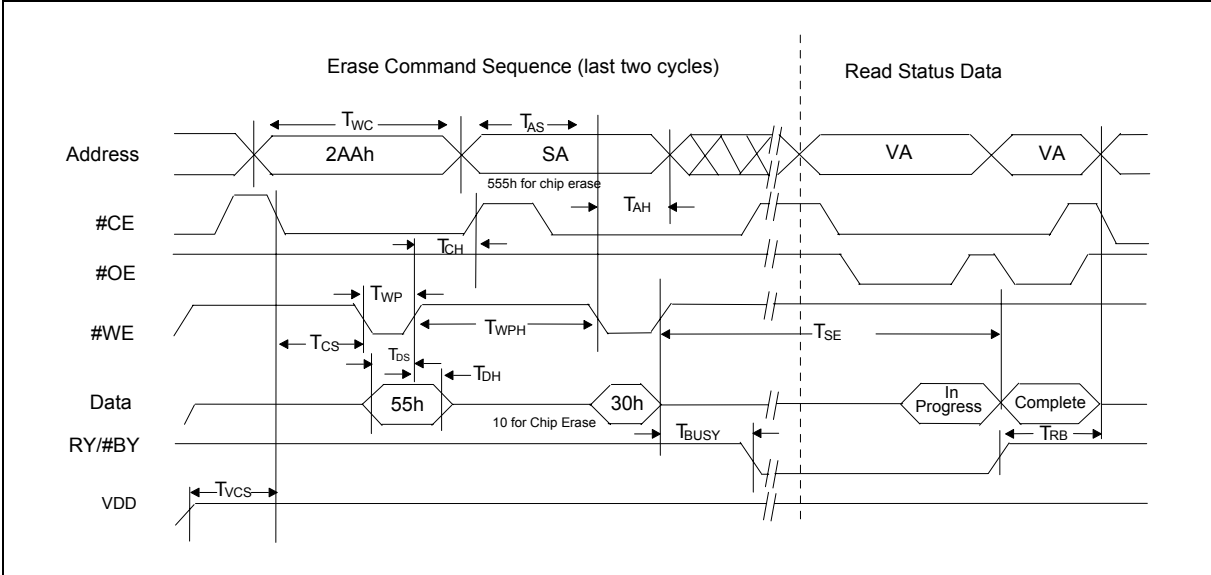 Erase Command Sequence (last two cycles)
Read Status Data
TWC
TAS
Address
2AAh
SA
VA
VA
555h for chip erase
TAH
#CE
TCH
#OE
TWP
#WE
TWPH
TSE
TCS
TDS
TDH
Data
55h
30h
In
Progress
Complete
10 for Chip Erase
RY/#BY
TBUSY
TRB
TVCS
VDD